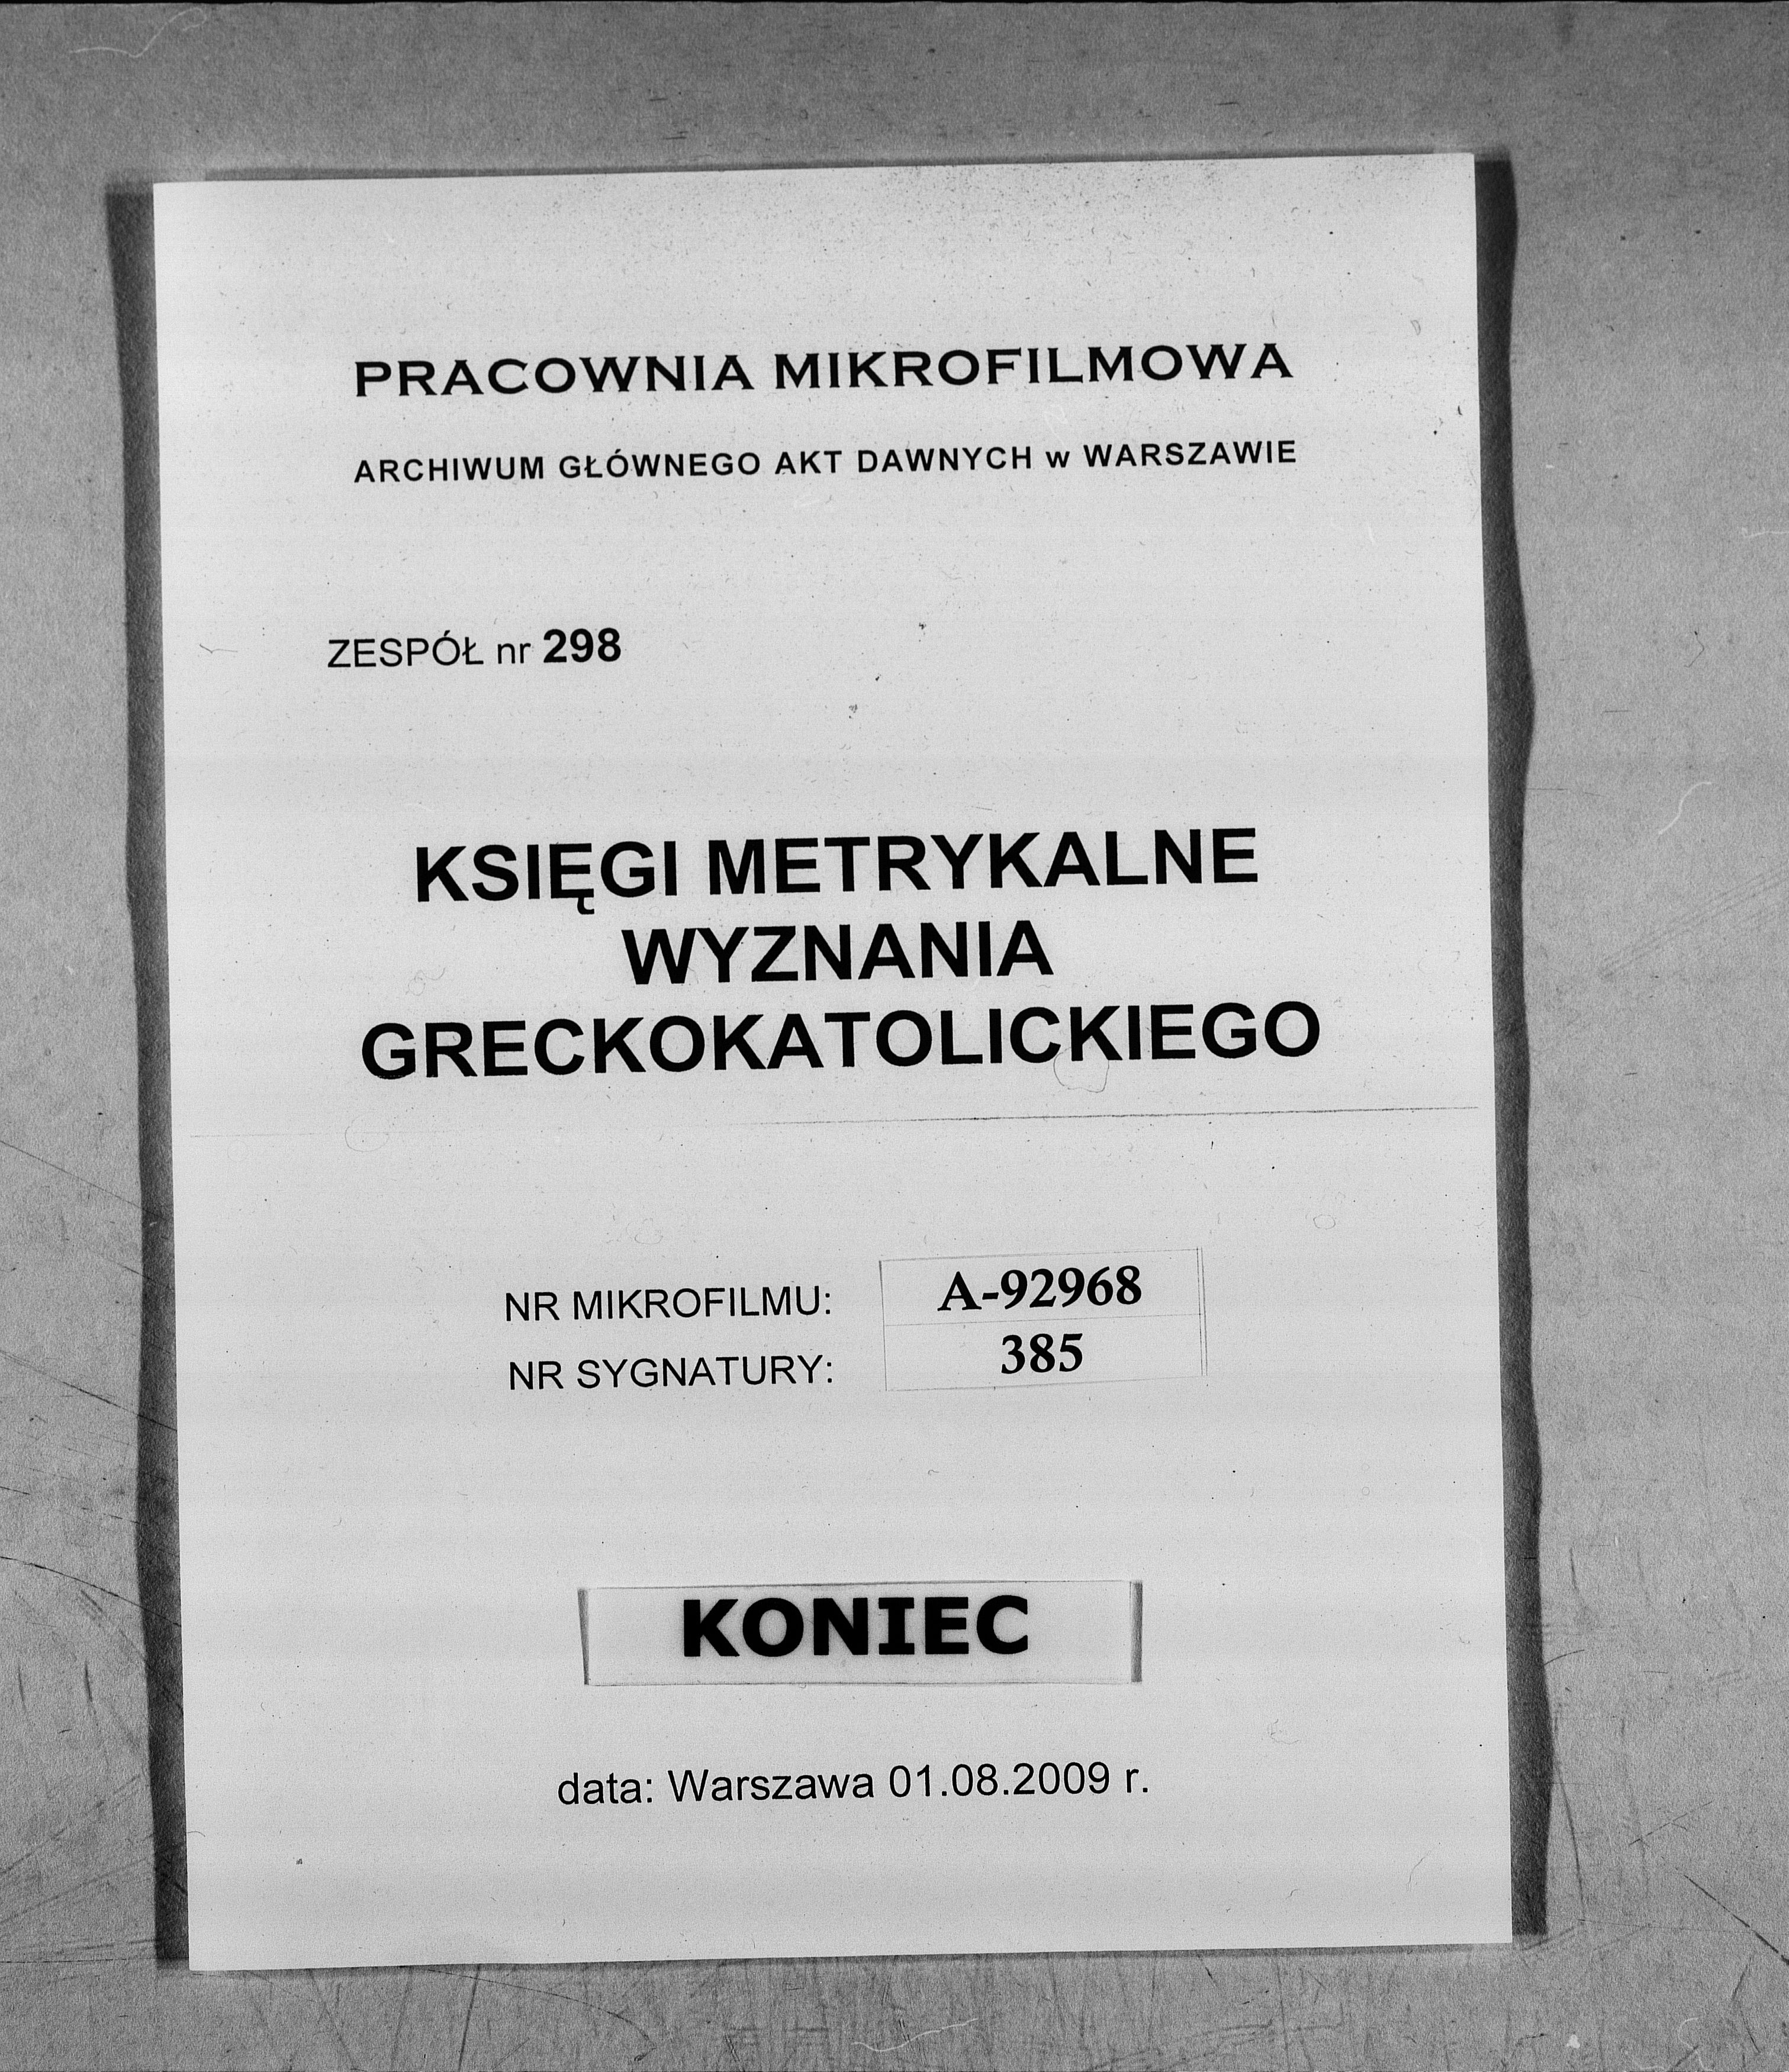 PRACOWNIA MIKROFILMOWA
ARCHIWUM GŁÓWNEGO AKT DAWNYCH w WARSZAWIE
ZESPÓŁ nr 298
KSIĘGI METRYKALNE
WYZNANIA
GRECKOKATOLICKIEGO
NR MIKROFILMU: A-92968
NR SYGNATURY: 385
KONIEC
data: Warszawa 01.08.2009 r.